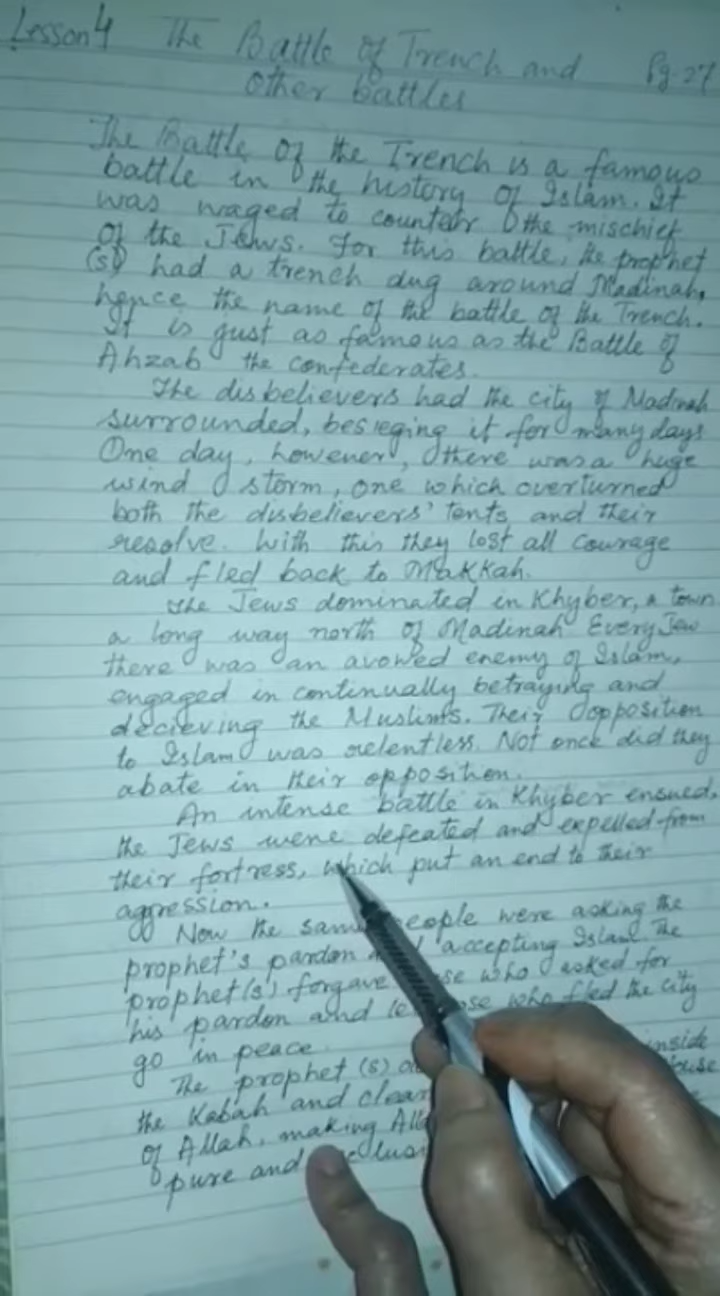 Lesson 4 The Battle of Trench and Pg-27
other battles
The Battle of the Trench is a famous
battle in the history of Islam. It
was waged to counter the mischief
of the Jews. For this battle, the prophet
(s) had a trench dug around Madinah,
hence the name of the battle of the Trench.
It is gust as famous as the Battle of
Ahzab the confederates.
The disbelievers had the city of Madinah
surrounded, besieging it for many days
One day, however, there was a huge
wind storm, one which overturned
both the disbelievers' tents and their
resolve. With this they lost all courage
and fled back to Makkah.
The Jews dominated in Khyber, a town
a long way north of Madinah Every Jew
there was an avowed enemy of Islam,
engaged in continually betraying and
decieving the Muslims. Their opposition
to Islam was relentless. Not once did they
abate in their opposition.
An intense battle in Khyber ensued,
the Jews were defeated and expelled from
their fortress, which put an end to their
aggression.
Now the same people were asking the
prophet's pardon accepting Islam The
prophet (s) forgave who asked for
his pardon and who fled the city
go in peace
The prophet (s) inside
the Kabah and
of Allah, making
pure and